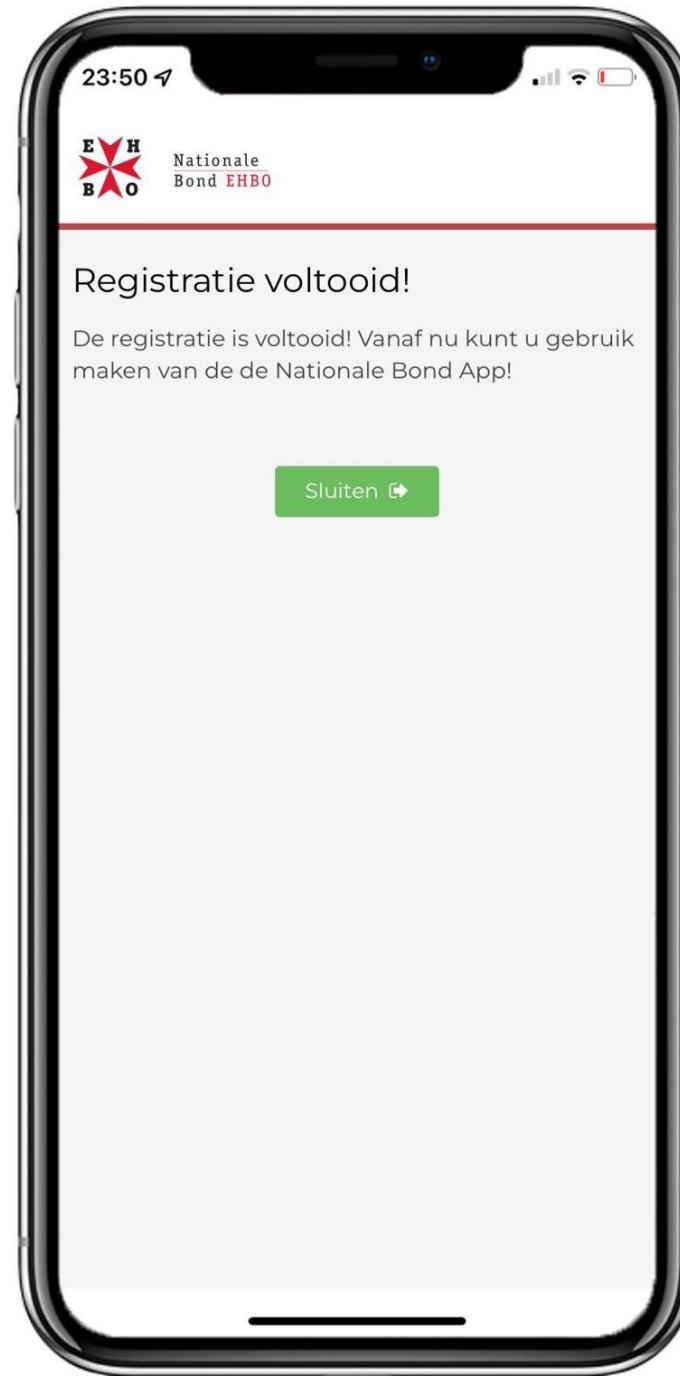 23:50
E H
B O
Nationale
Bond EHBO
Registratie voltooid!
De registratie is voltooid! Vanaf nu kunt u gebruik
maken van de de Nationale Bond App!
Sluiten